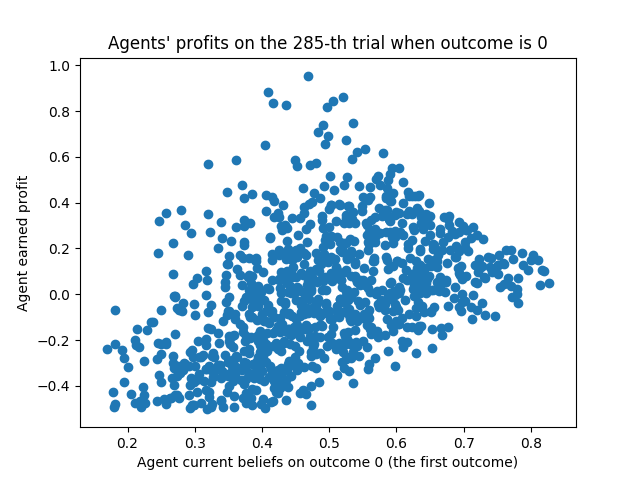 Agents' profits on the 285-th trial when outcome is 0
1.0
0.8
0.6
0.4
0.2
0.0
−0.2
−0.4
Agent earned profit
0.2 0.3 0.4 0.5 0.6 0.7 0.8
Agent current beliefs on outcome 0 (the first outcome)